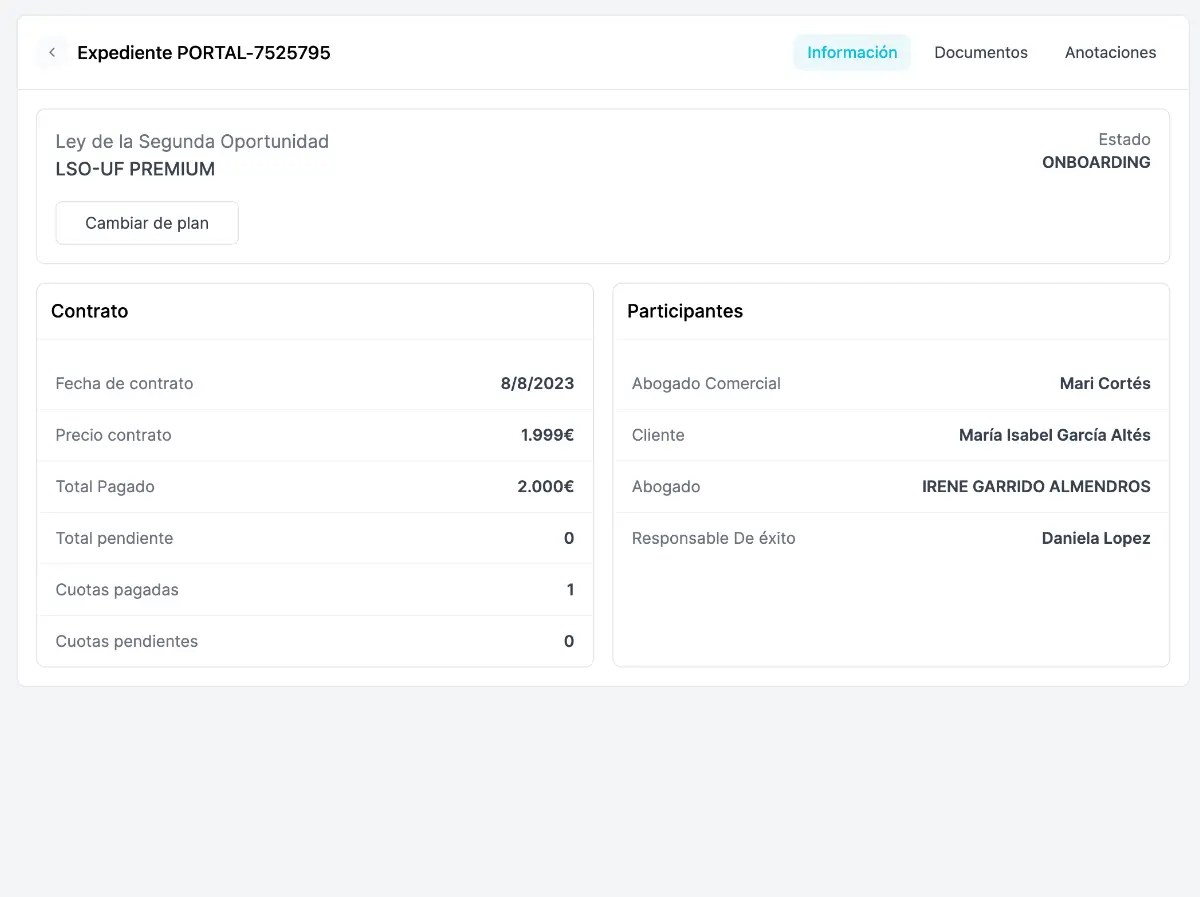 Expediente PORTAL-7525795
Información
Documentos
Anotaciones
Ley de la Segunda Oportunidad
LSO-UF PREMIUM
Estado
ONBOARDING
Cambiar de plan
Contrato
Fecha de contrato 8/8/2023
Precio contrato 1.999€
Total Pagado 2.000€
Total pendiente 0
Cuotas pagadas 1
Cuotas pendientes 0
Participantes
Abogado Comercial Mari Cortés
Cliente María Isabel García Altés
Abogado IRENE GARRIDO ALMENDROS
Responsable De éxito Daniela Lopez